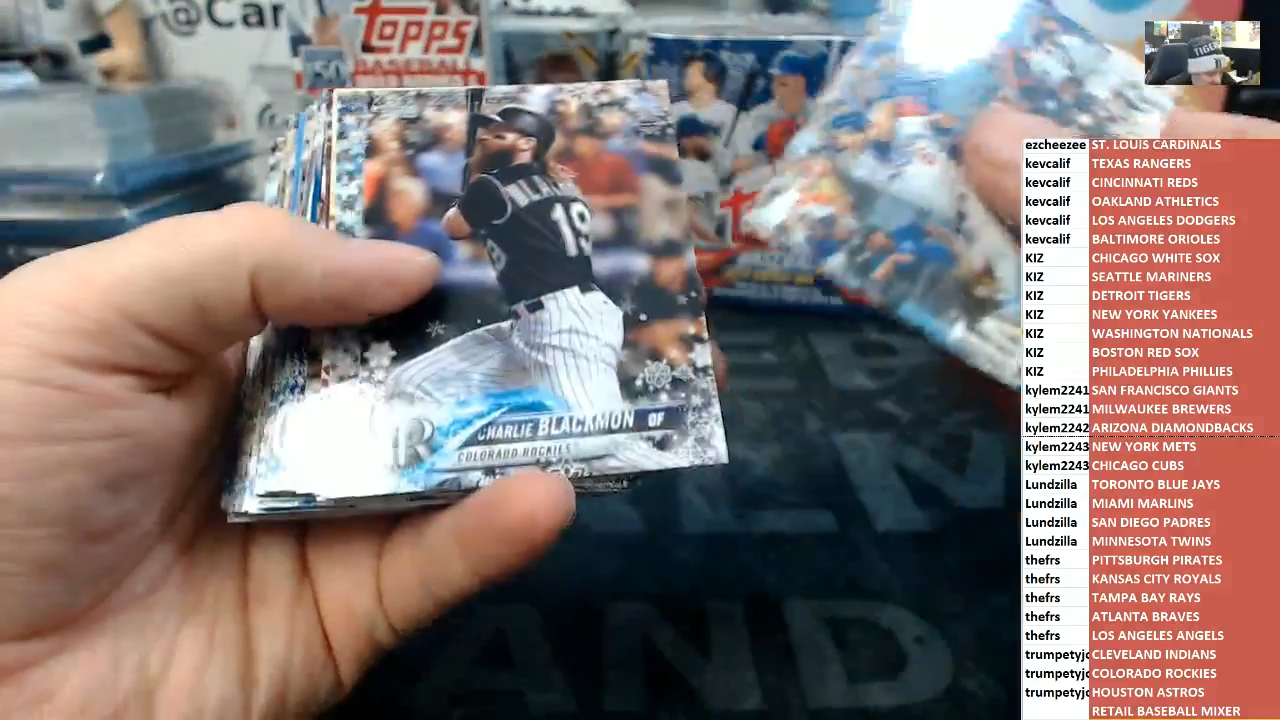 @Car
TOPPS
BASEBALL
TIGER
19
CHARLIE BLACKMON OF
COLORADO ROCKIES
AND
ezcheezee ST. LOUIS CARDINALS
kevcalif TEXAS RANGERS
kevcalif CINCINNATI REDS
kevcalif OAKLAND ATHLETICS
kevcalif LOS ANGELES DODGERS
kevcalif BALTIMORE ORIOLES
KIZ CHICAGO WHITE SOX
KIZ SEATTLE MARINERS
KIZ DETROIT TIGERS
KIZ NEW YORK YANKEES
KIZ WASHINGTON NATIONALS
KIZ BOSTON RED SOX
KIZ PHILADELPHIA PHILLIES
kylem2241 SAN FRANCISCO GIANTS
kylem2241 MILWAUKEE BREWERS
kylem2242 ARIZONA DIAMONDBACKS
kylem2243 NEW YORK METS
kylem2243 CHICAGO CUBS
Lundzilla TORONTO BLUE JAYS
Lundzilla MIAMI MARLINS
Lundzilla SAN DIEGO PADRES
Lundzilla MINNESOTA TWINS
thefrs PITTSBURGH PIRATES
thefrs KANSAS CITY ROYALS
thefrs TAMPA BAY RAYS
thefrs ATLANTA BRAVES
thefrs LOS ANGELES ANGELS
trumpetyjo CLEVELAND INDIANS
trumpetyjo COLORADO ROCKIES
trumpetyjo HOUSTON ASTROS
RETAIL BASEBALL MIXER